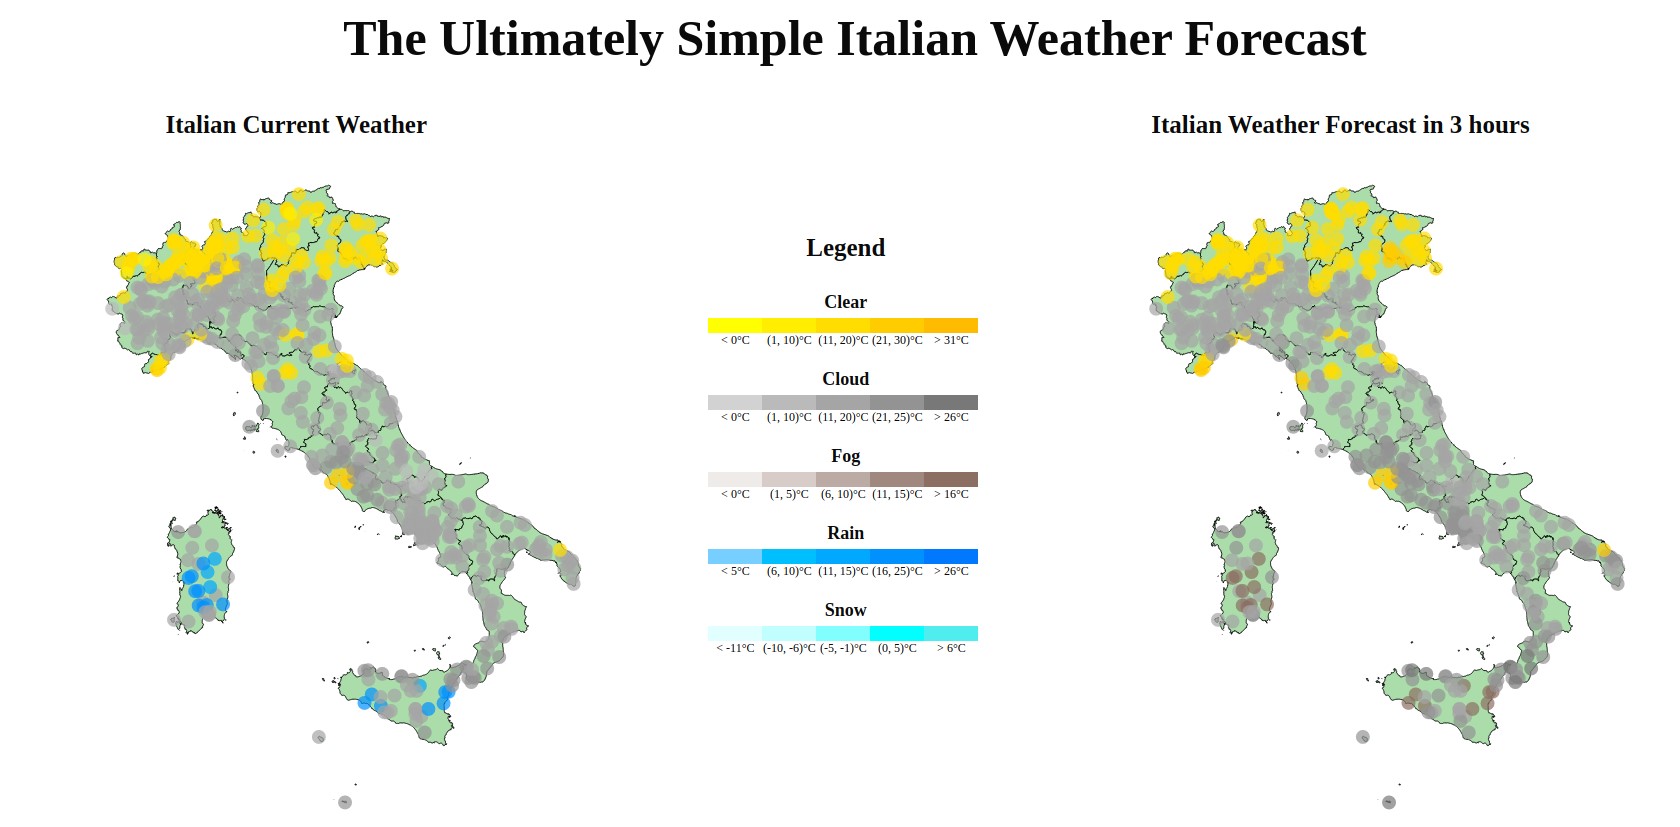 The Ultimately Simple Italian Weather Forecast
Italian Current Weather
Italian Weather Forecast in 3 hours
Legend
Clear
< 0°C (1, 10)°C (11, 20)°C (21, 30)°C > 31°C
Cloud
< 0°C (1, 10)°C (11, 20)°C (21, 25)°C > 26°C
Fog
< 0°C (1, 5)°C (6, 10)°C (11, 15)°C > 16°C
Rain
< 5°C (6, 10)°C (11, 15)°C (16, 25)°C > 26°C
Snow
< -11°C (-10, -6)°C (-5, -1)°C (0, 5)°C > 6°C